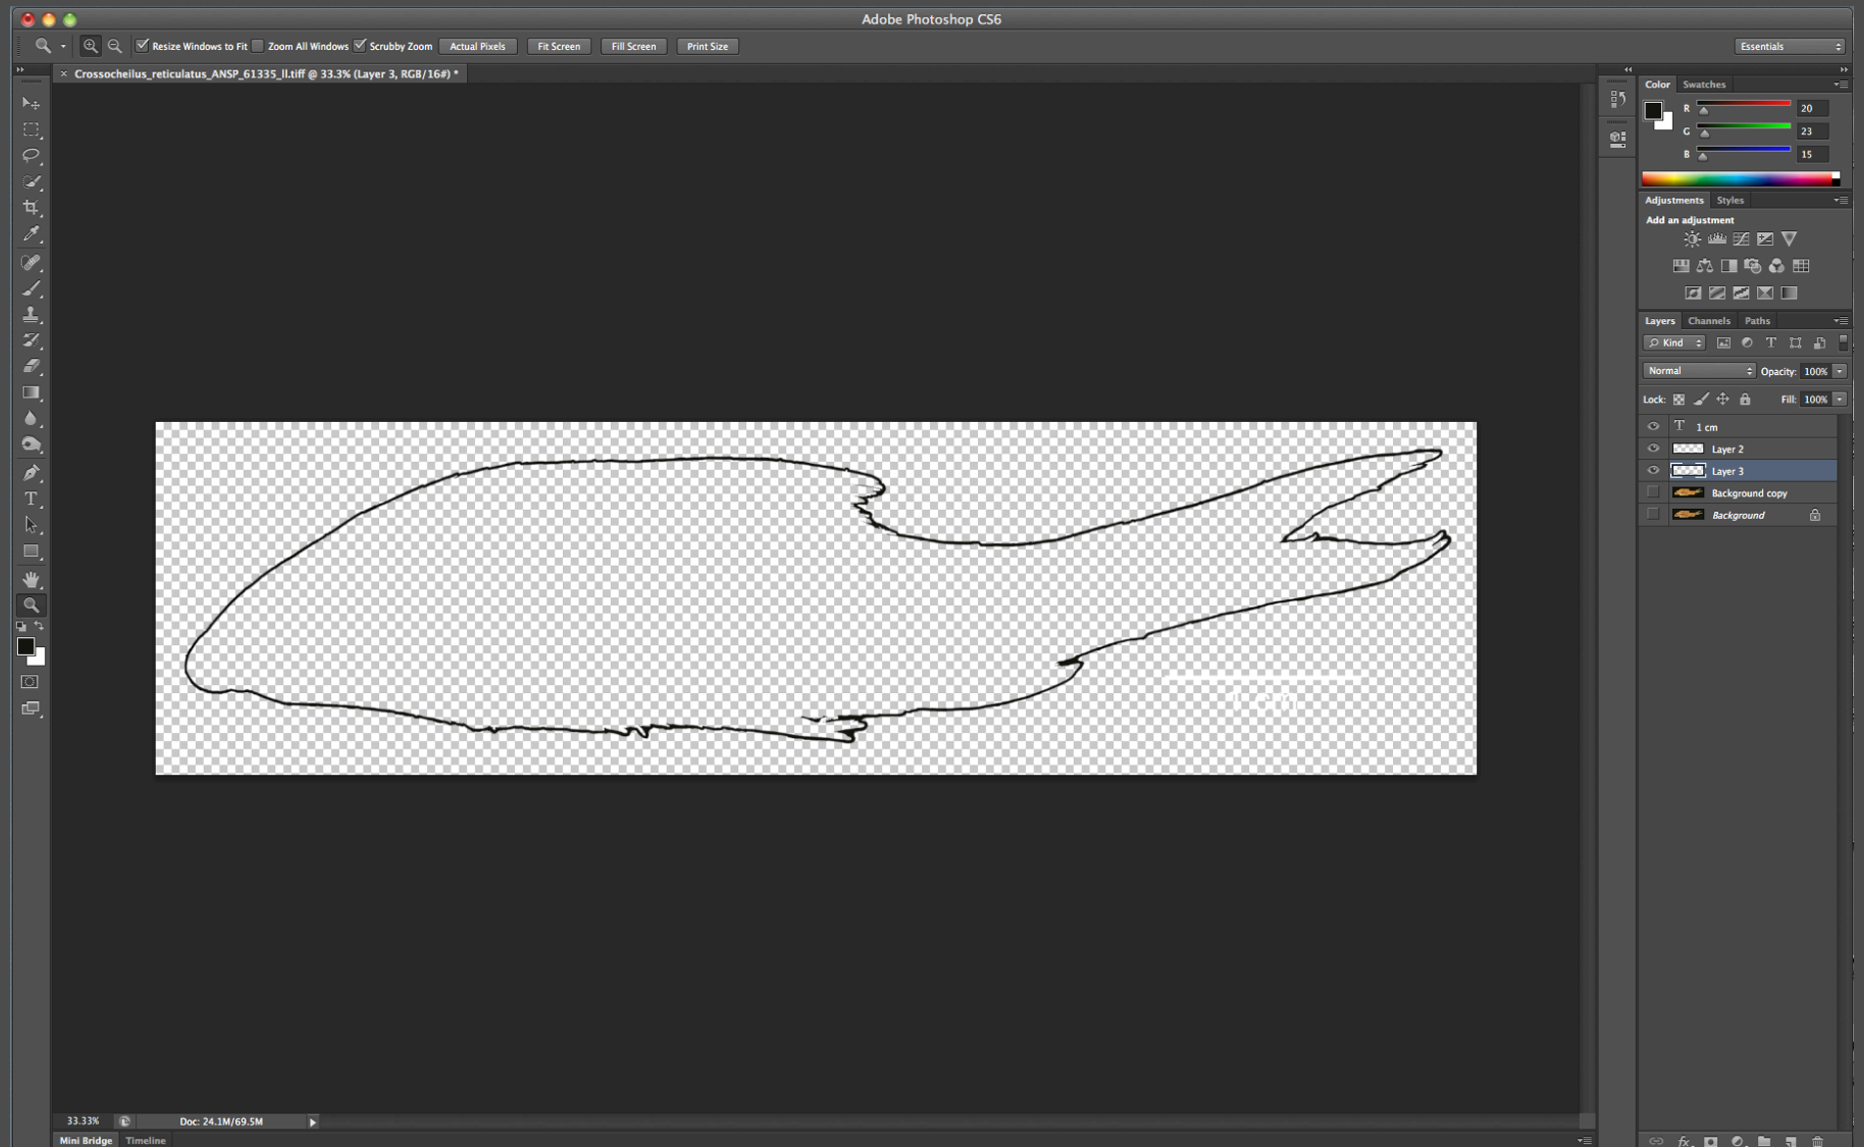 Adobe Photoshop CS6
Resize Windows to Fit Zoom All Windows Scrubby Zoom Actual Pixels Fit Screen Fill Screen Print Size Essentials
Crossocheilus_reticulatus_ANSP_61335_ll.tiff @ 33.3% (Layer 3, RGB/16#) *
Color Swatches
R 20
G 23
B 15
Adjustments Styles
Add an adjustment
Layers Channels Paths
Kind
Normal Opacity: 100%
Lock: Fill: 100%
T 1 cm
Layer 2
Layer 3
Background copy
Background
1 cm
33.33% Doc: 24.1M/69.5M
Mini Bridge Timeline
fx